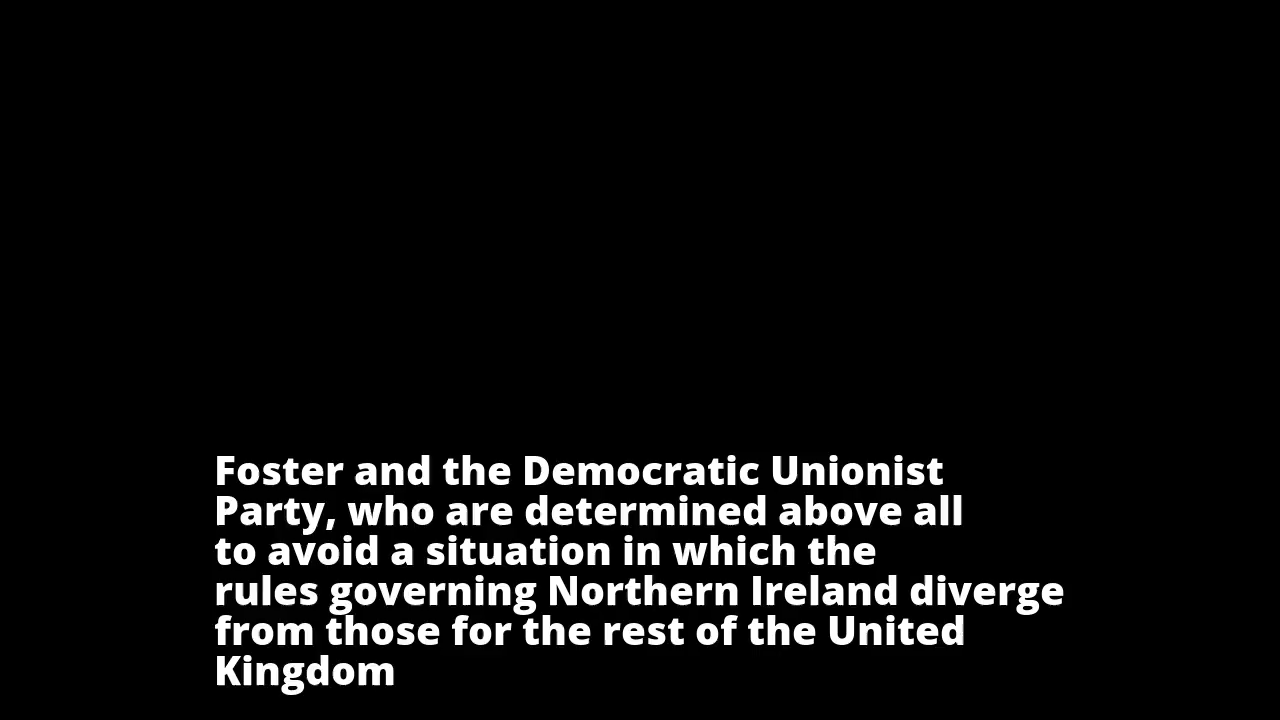 Foster and the Democratic Unionist
Party, who are determined above all
to avoid a situation in which the
rules governing Northern Ireland diverge
from those for the rest of the United
Kingdom